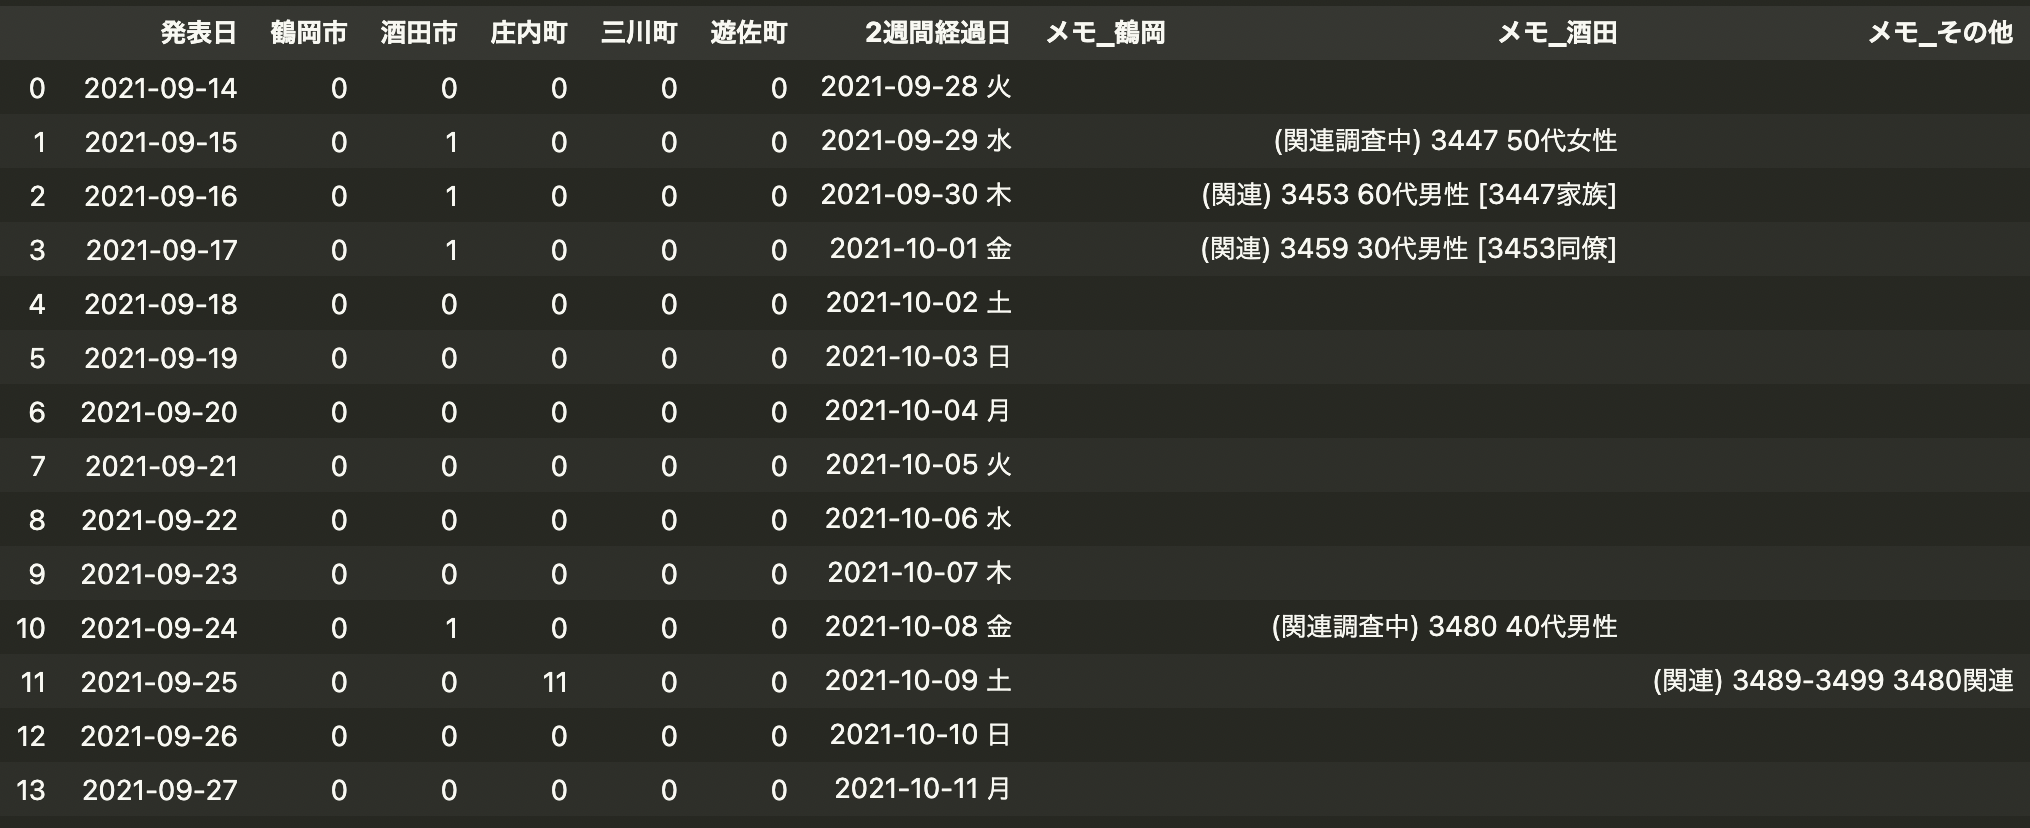 発表日 鶴岡市 酒田市 庄内町 三川町 遊佐町 2週間経過日 メモ_鶴岡 メモ_酒田 メモ_その他
0 2021-09-14 0 0 0 0 0 2021-09-28 火
1 2021-09-15 0 1 0 0 0 2021-09-29 水 (関連調査中) 3447 50代女性
2 2021-09-16 0 1 0 0 0 2021-09-30 木 (関連) 3453 60代男性 [3447家族]
3 2021-09-17 0 1 0 0 0 2021-10-01 金 (関連) 3459 30代男性 [3453同僚]
4 2021-09-18 0 0 0 0 0 2021-10-02 土
5 2021-09-19 0 0 0 0 0 2021-10-03 日
6 2021-09-20 0 0 0 0 0 2021-10-04 月
7 2021-09-21 0 0 0 0 0 2021-10-05 火
8 2021-09-22 0 0 0 0 0 2021-10-06 水
9 2021-09-23 0 0 0 0 0 2021-10-07 木
10 2021-09-24 0 1 0 0 0 2021-10-08 金 (関連調査中) 3480 40代男性
11 2021-09-25 0 0 11 0 0 2021-10-09 土 (関連) 3489-3499 3480関連
12 2021-09-26 0 0 0 0 0 2021-10-10 日
13 2021-09-27 0 0 0 0 0 2021-10-11 月